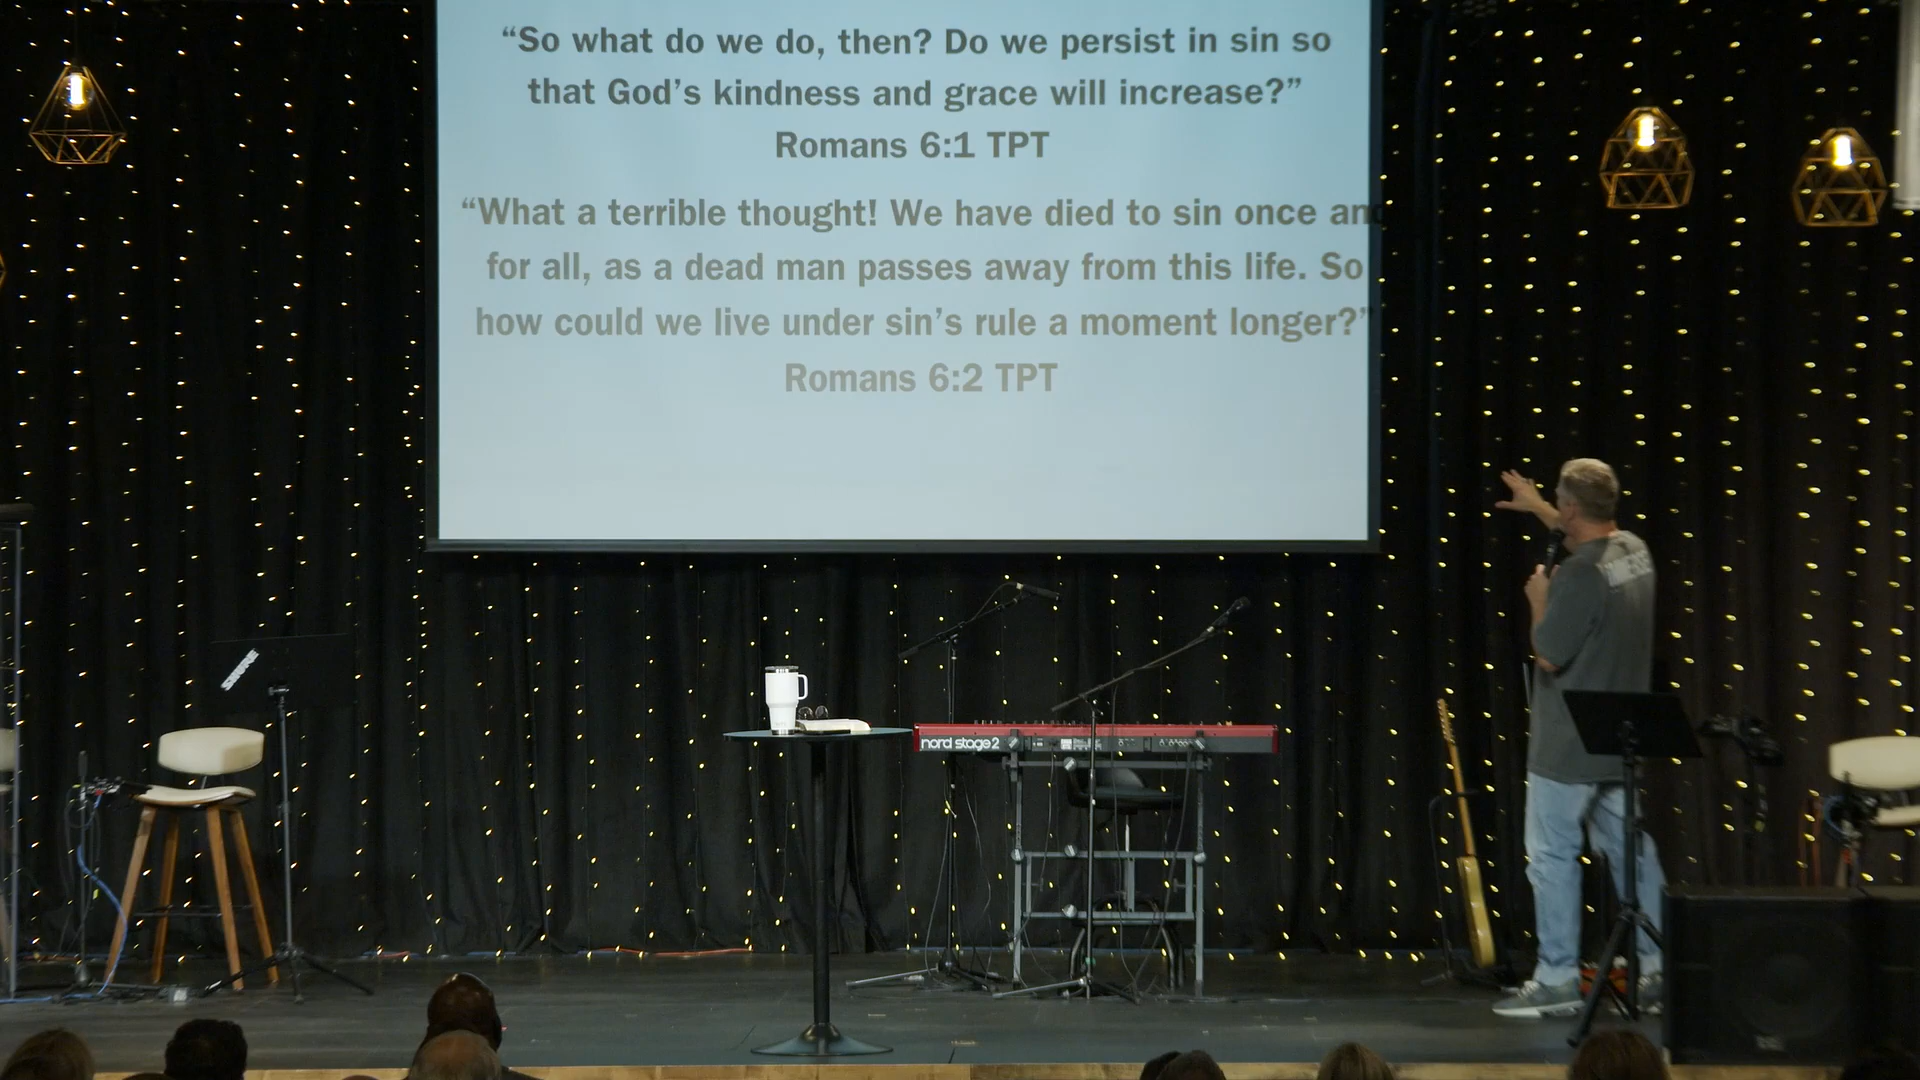 “So what do we do, then? Do we persist in sin so
that God’s kindness and grace will increase?”
Romans 6:1 TPT
“What a terrible thought! We have died to sin once and
for all, as a dead man passes away from this life. So
how could we live under sin’s rule a moment longer?”
Romans 6:2 TPT
nord stage 2